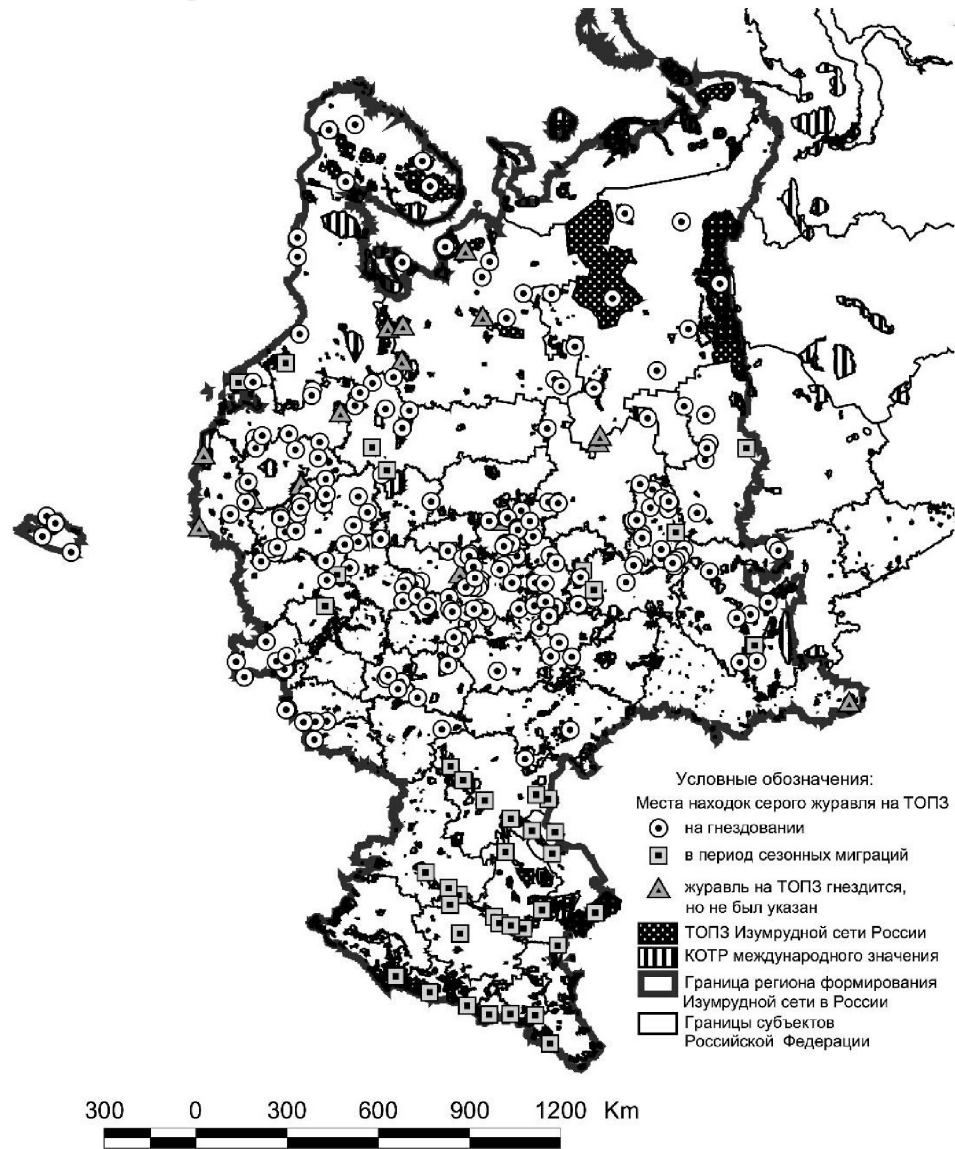 Условные обозначения:
Места находок серого журавля на ТОПЗ
на гнездовании
в период сезонных миграций
журавль на ТОПЗ гнездится,
но не был указан
ТОПЗ Изумрудной сети России
КОТР международного значения
Граница региона формирования
Изумрудной сети в России
Границы субъектов
Российской Федерации
300 0 300 600 900 1200 Km